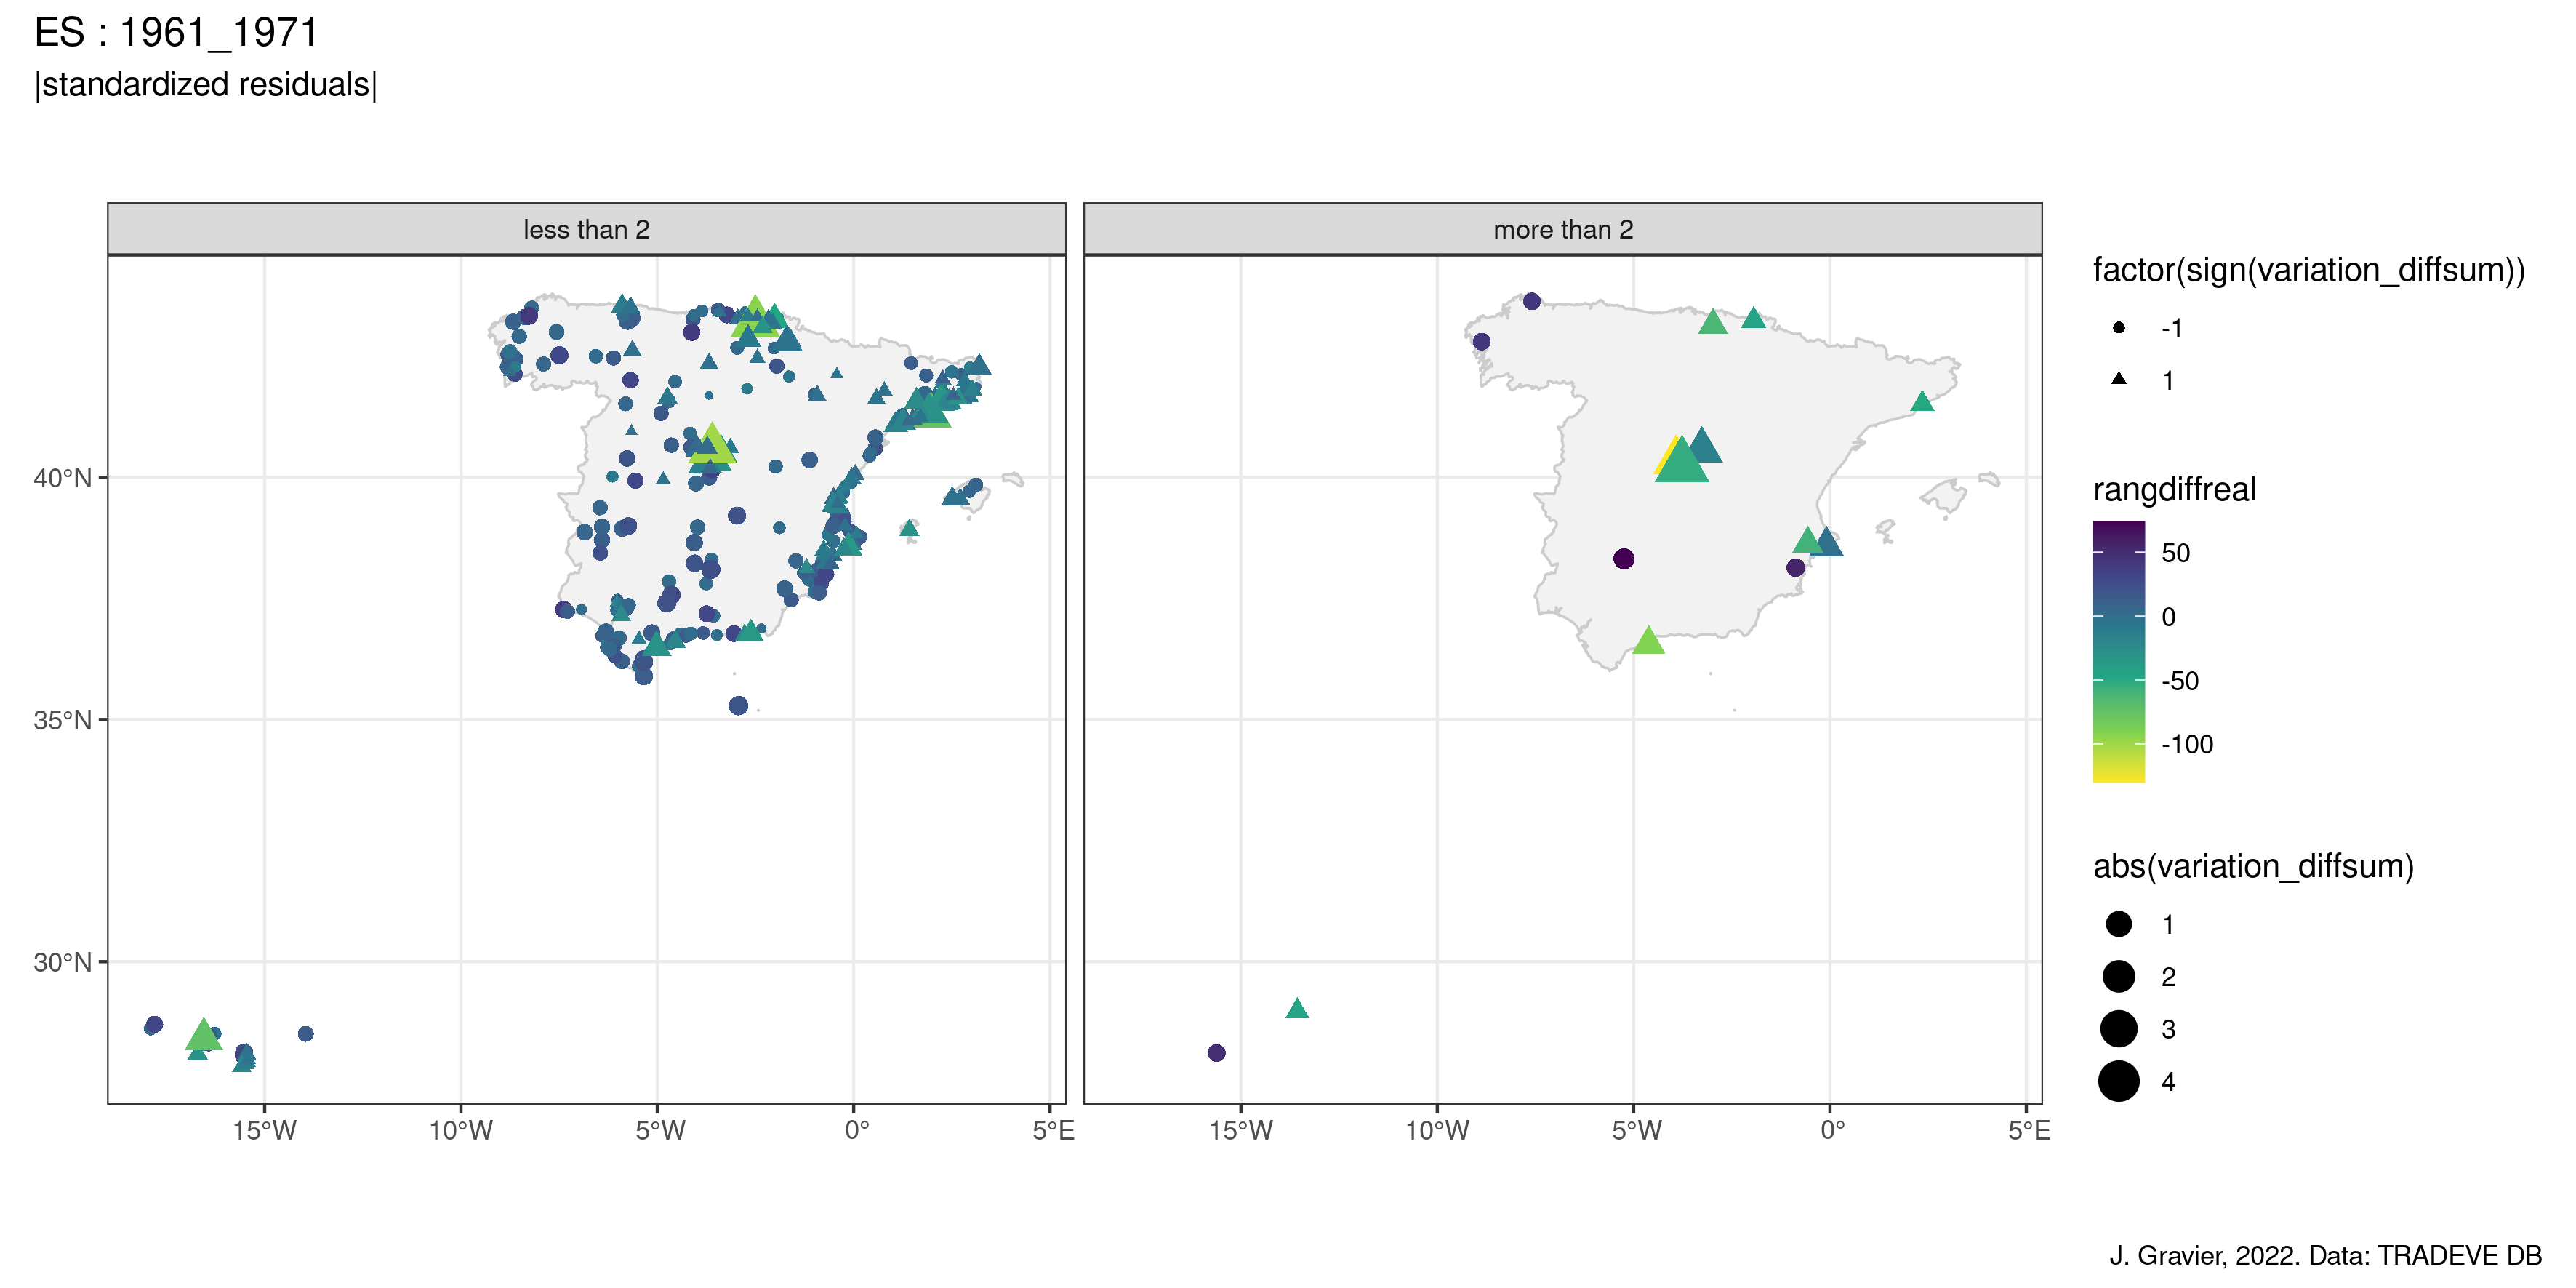 ES : 1961_1971
|standardized residuals|
less than 2
more than 2
40°N
35°N
30°N
15°W 10°W 5°W 0° 5°E
15°W 10°W 5°W 0° 5°E
factor(sign(variation_diffsum))
-1
1
rangdiffreal
50
0
-50
-100
abs(variation_diffsum)
1
2
3
4
J. Gravier, 2022. Data: TRADEVE DB